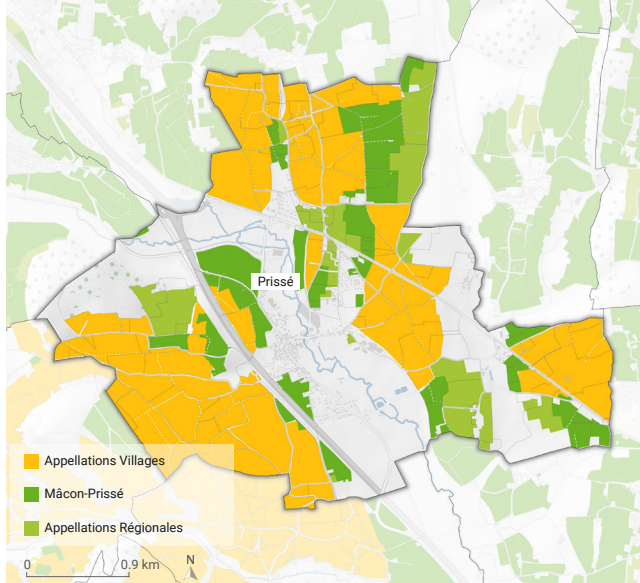 Prissé
Appellations Villages
Mâcon-Prissé
Appellations Régionales
0 0.9 km
N